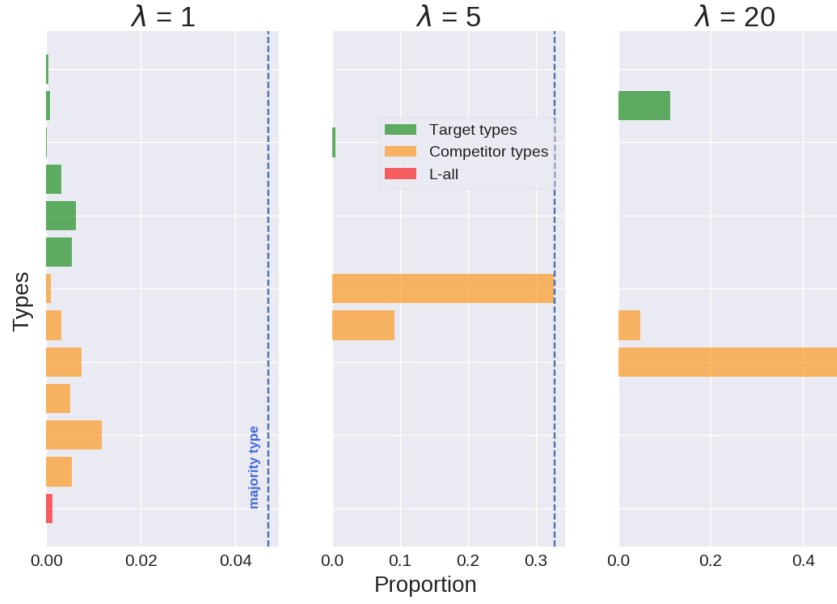 λ = 1
λ = 5
λ = 20
Target types
Competitor types
L-all
Types
majority type
0.00
0.02
0.04
0.0
0.1
0.2
0.3
0.0
0.2
0.4
Proportion